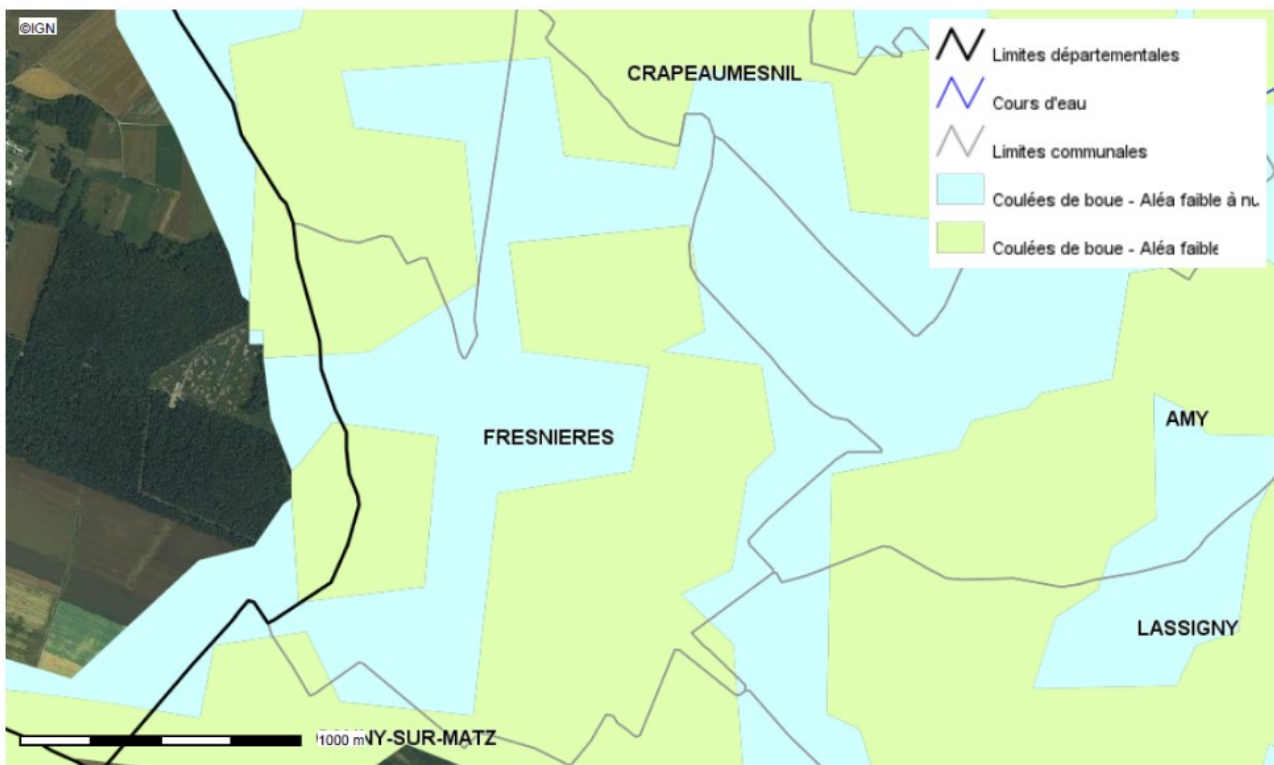 ©IGN
CRAPEAUMESNIL
Limites départementales
Cours d'eau
Limites communales
Coulées de boue - Aléa faible à nu
Coulées de boue - Aléa faible
AMY
FRESNIERES
LASSIGNY
1000 m
NY-SUR-MATZ